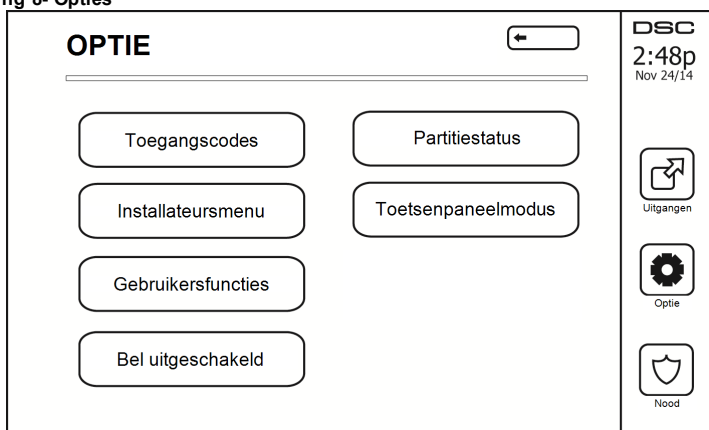 fig 8- Opties
OPTIE
DSC
2:48p
Nov 24/14
Toegangscodes
Partitiestatus
Installateursmenu
Toetsenpaneelmodus
Gebruikersfuncties
Bel uitgeschakeld
Uitgangen
Optie
Nood